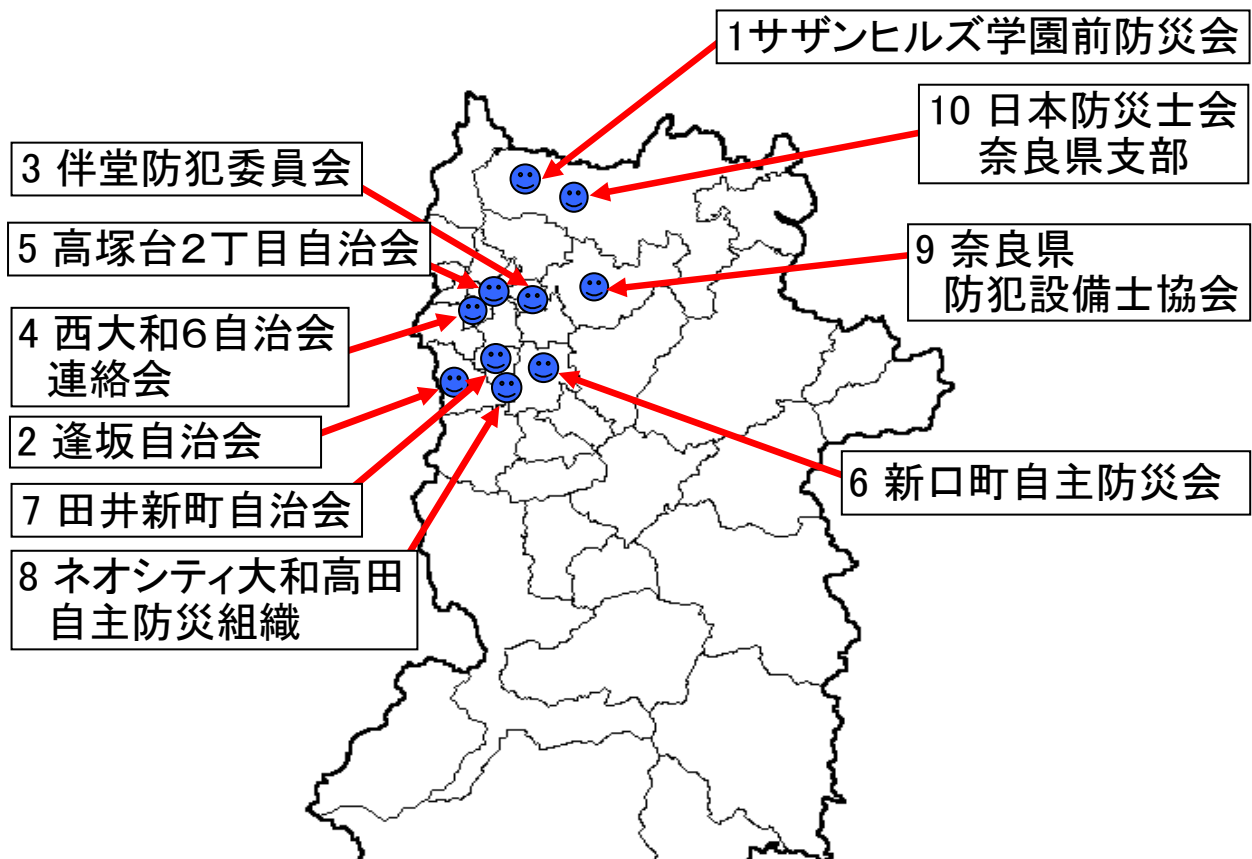 1サザンヒルズ学園前防災会
10 日本防災士会
奈良県支部
3 伴堂防犯委員会
5 高塚台2丁目自治会
9 奈良県
防犯設備士協会
4 西大和6自治会
連絡会
2 逢坂自治会
6 新口町自主防災会
7 田井新町自治会
8 ネオシティ大和高田
自主防災組織